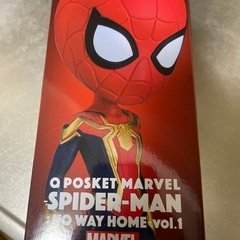 Q POSKET MARVEL
SPIDER-MAN
: NO WAY HOME-vol.1
MARVEL